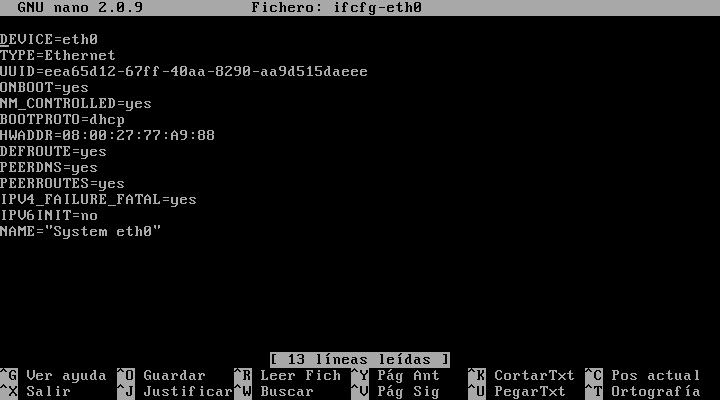 GNU nano 2.0.9 Fichero: ifcfg-eth0
DEVICE=eth0
TYPE=Ethernet
UUID=eea65d12-67ff-40aa-8290-aa9d515daeee
ONBOOT=yes
NM_CONTROLLED=yes
BOOTPROTO=dhcp
HWADDR=08:00:27:77:A9:88
DEFROUTE=yes
PEERDNS=yes
PEERROUTES=yes
IPV4_FAILURE_FATAL=yes
IPV6INIT=no
NAME="System eth0"
[ 13 líneas leídas ]
^G Ver ayuda ^O Guardar ^R Leer Fich ^Y Pág Ant ^K CortarTxt ^C Pos actual
^X Salir ^J Justificar ^W Buscar ^V Pág Sig ^U PegarTxt ^T Ortografía